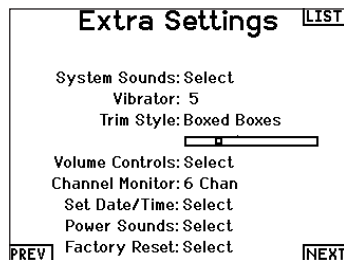 Extra Settings LIST
System Sounds: Select
Vibrator: 5
Trim Style: Boxed Boxes
Volume Controls: Select
Channel Monitor: 6 Chan
Set Date/Time: Select
Power Sounds: Select
Factory Reset: Select
PREV NEXT